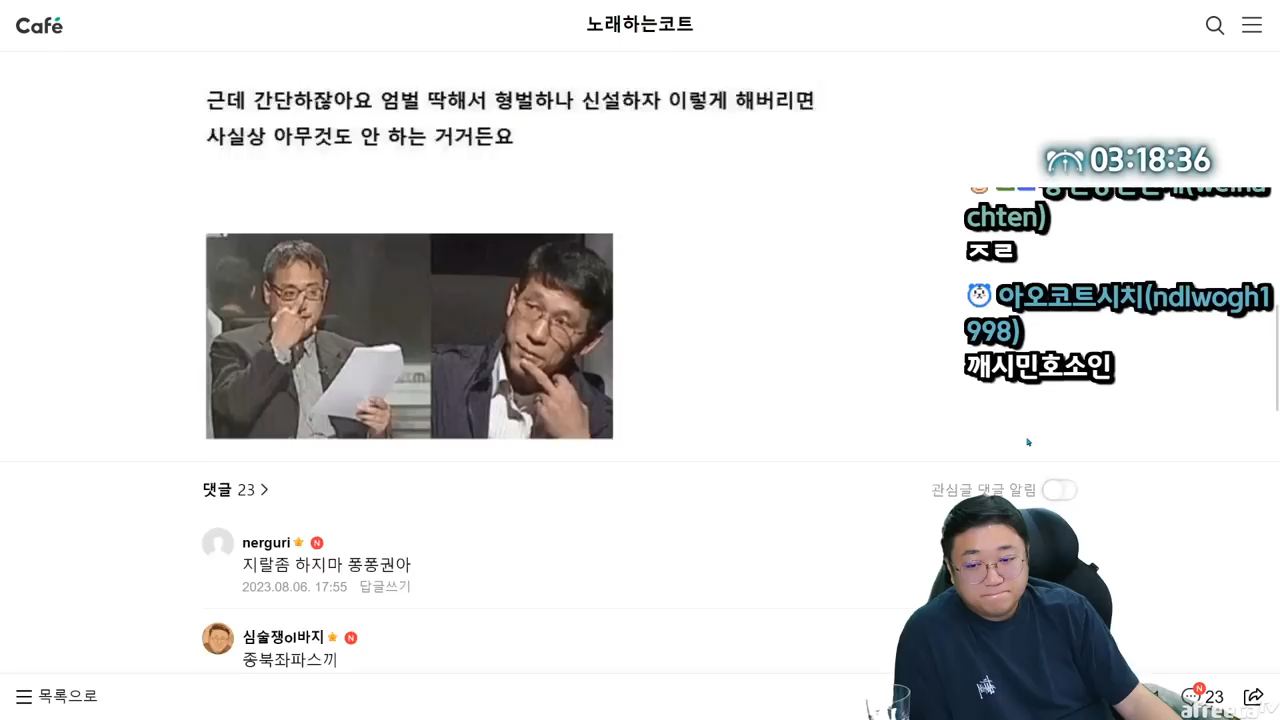 Café
노래하는코트
근데 간단하잖아요 엄벌 딱해서 형벌하나 신설하자 이렇게 해버리면
사실상 아무것도 안 하는 거거든요
03:18:36
chten)
ㅈㄹ
아오코트시치(ndlwogh1
998)
깨시민호소인
댓글 23 >
관심글 댓글 알림
nerguri N
지랄좀 하지마 퐁퐁권아
2023.08.06. 17:55 답글쓰기
심술쟁이바지 N
종북좌파스끼
목록으로
N
23
afreecaTV